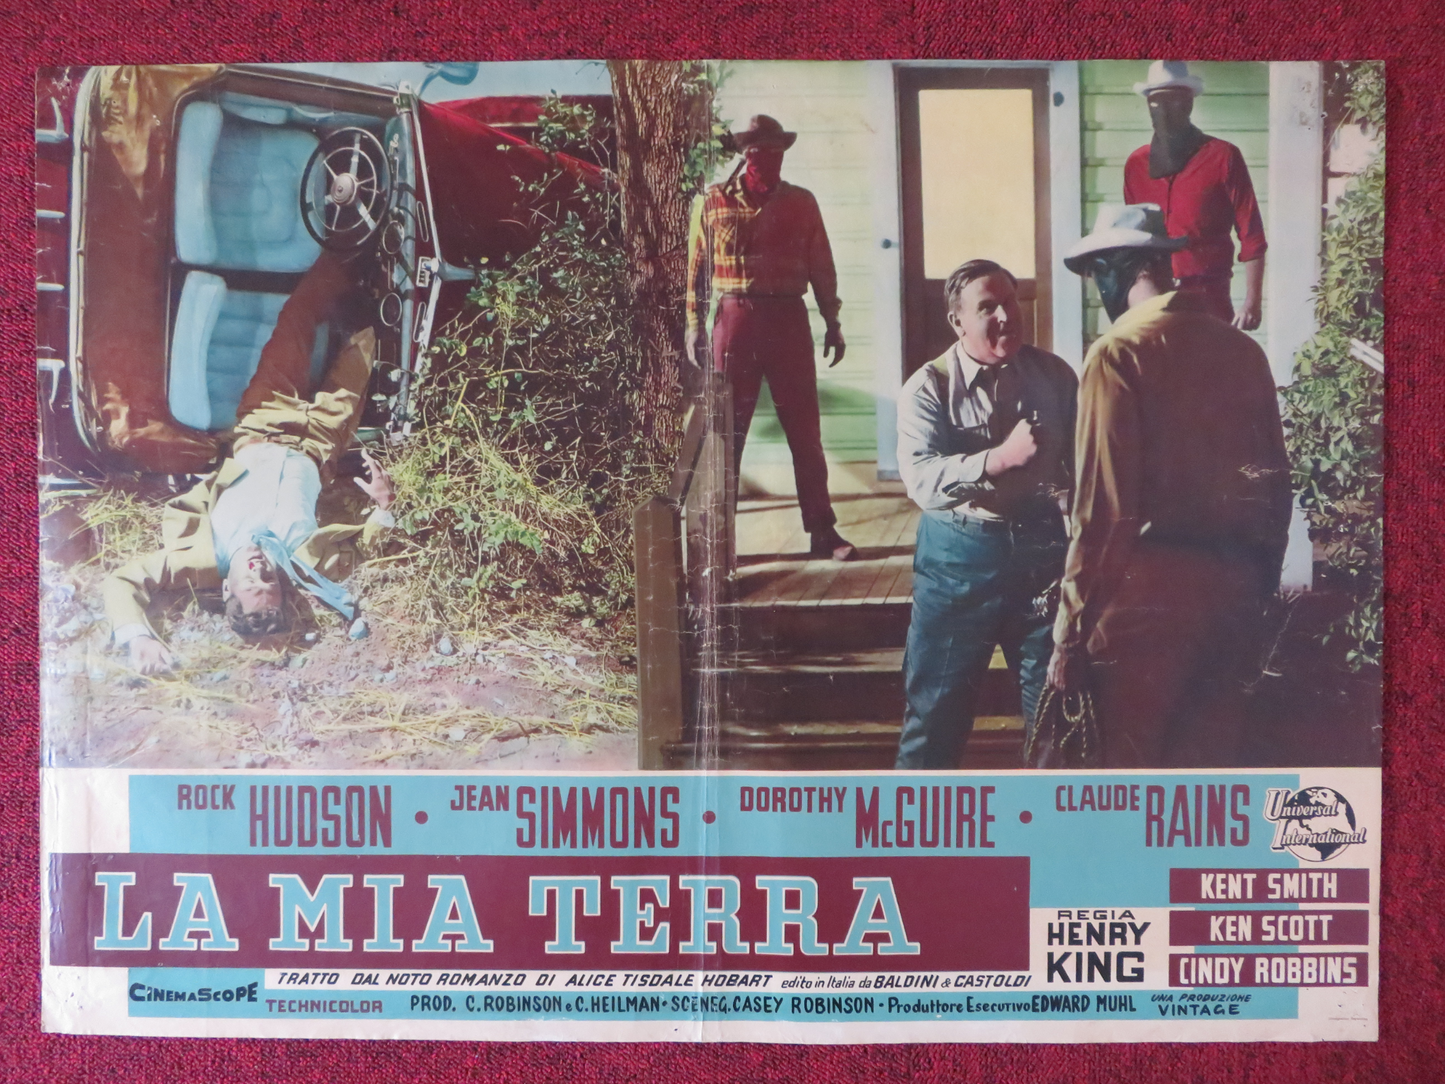 ROCK HUDSON • JEAN SIMMONS • DOROTHY McGUIRE • CLAUDE RAINS
Universal
International
LA MIA TERRA
REGIA
HENRY
KING
KENT SMITH
KEN SCOTT
CINDY ROBBINS
TRATTO DAL NOTO ROMANZO DI ALICE TISDALE HOBART edito in Italia da BALDINI & CASTOLDI
CINEMASCOPE
TECHNICOLOR
PROD. C. ROBINSON e C. HEILMAN • SCENEG. CASEY ROBINSON • Produttore Esecutivo EDWARD MUHL
UNA PRODUZIONE
VINTAGE